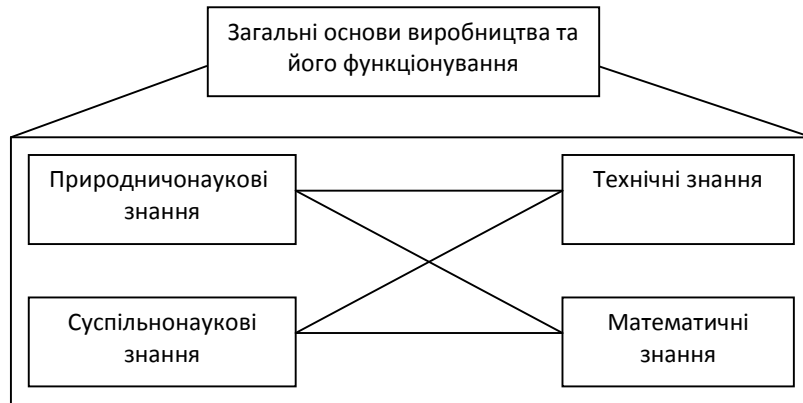 Загальні основи виробництва та
його функціонування
Природничонаукові
знання
Технічні знання
Суспільнонаукові
знання
Математичні
знання